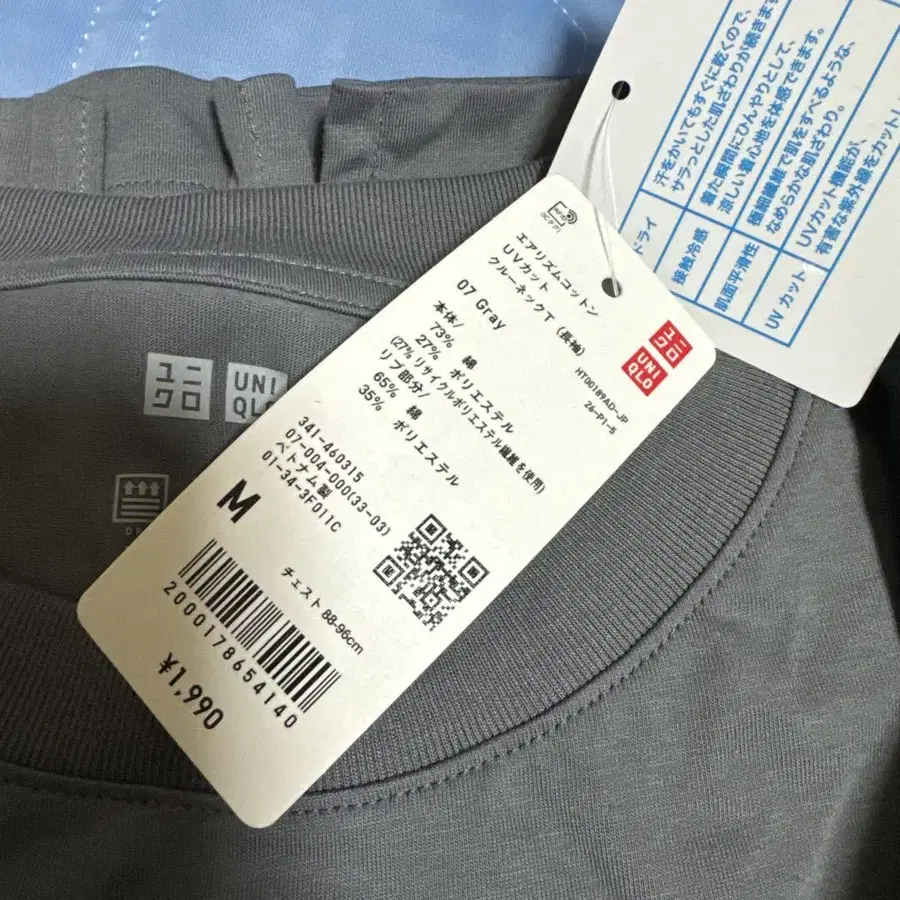 汗をかいてもすぐに乾くので、
サラっとした肌ざわりが続きます
接触冷感
着た瞬間にひんやりとして、
涼しい着心地を体感できます。
肌面平滑性
極細繊維で肌をすべるような、
なめらかな肌ざわり。
UV カット
UVカット機能が、
有害な紫外線をカット
エアリズムコットン
UVカット
クルーネックT（長袖）
07 Gray
HT00189AD-JP
26-P1-5
ユニ
クロ
UNI
QLO
本体/
73% 綿
27% ポリエステル
(27%リサイクルポリエステル繊維を使用)
リブ部分/
65% 綿
35% ポリエステル
341-460315
07-004-000(33-03)
ベトナム製
01-34-3F011C
M
チェスト 88-96cm
2000178654140
¥1,990
ユニ
クロ
UNI
QLO